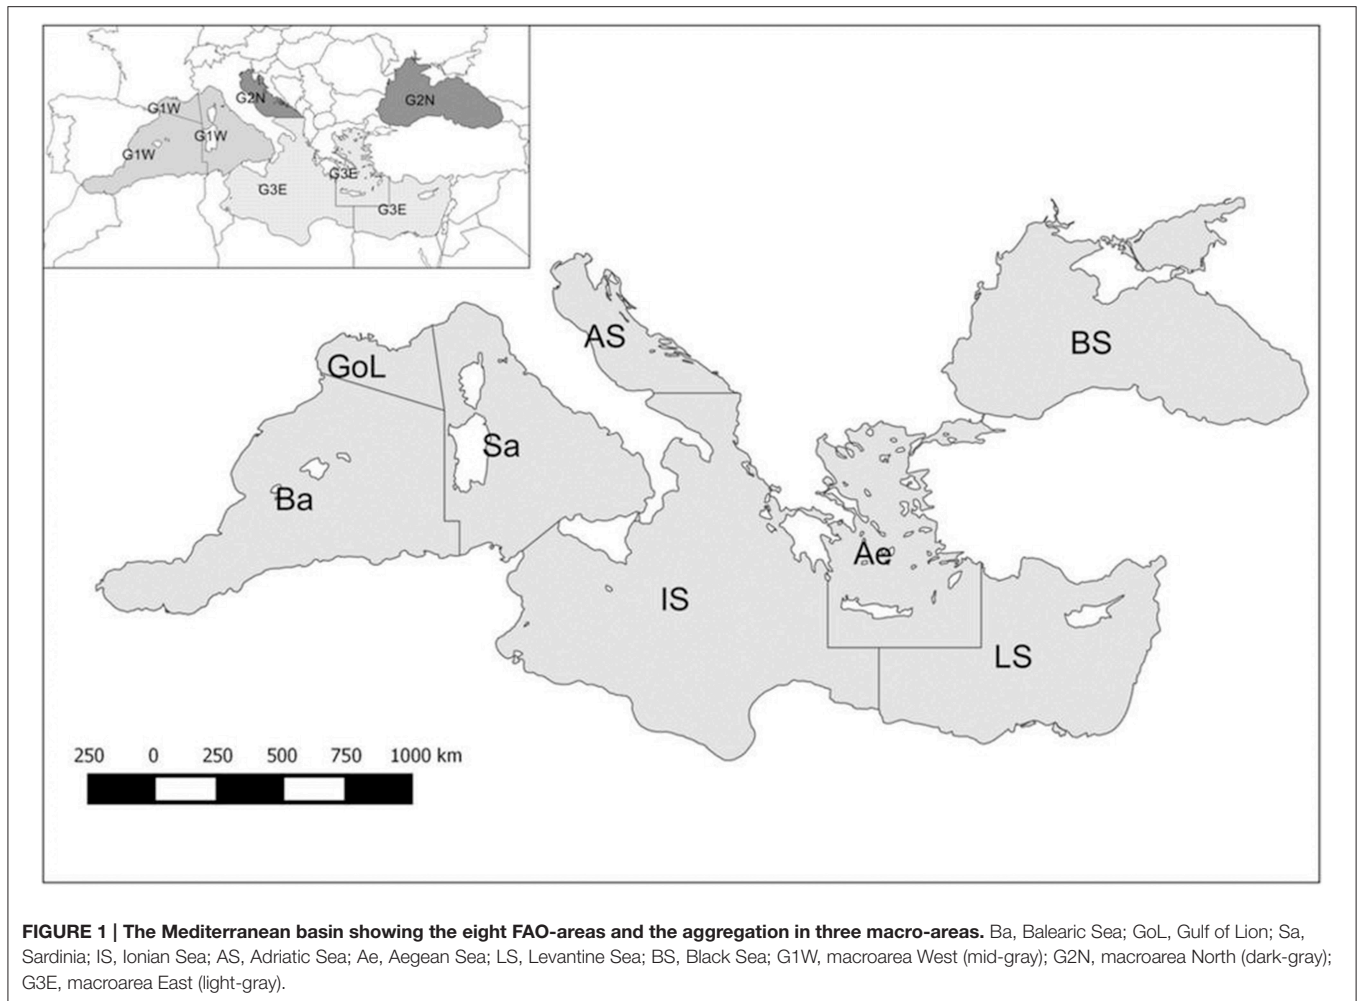 G1W
G2N
G2N
G1W
G1W
G3E
G3E
G3E
AS
BS
GoL
Sa
Ba
Ae
IS
LS
250 0 250 500 750 1000 km
FIGURE 1 | The Mediterranean basin showing the eight FAO-areas and the aggregation in three macro-areas. Ba, Balearic Sea; GoL, Gulf of Lion; Sa,
Sardinia; IS, Ionian Sea; AS, Adriatic Sea; Ae, Aegean Sea; LS, Levantine Sea; BS, Black Sea; G1W, macroarea West (mid-gray); G2N, macroarea North (dark-gray);
G3E, macroarea East (light-gray).